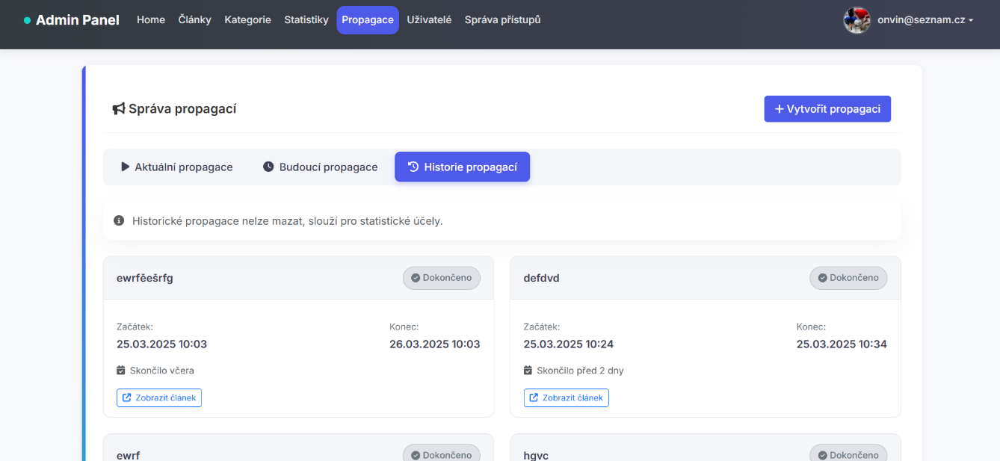 Admin Panel Home Články Kategorie Statistiky Propagace Uživatelé Správa přístupů onvin@seznam.cz
Správa propagací
+ Vytvořit propagaci
Aktuální propagace Budoucí propagace Historie propagací
Historické propagace nelze mazat, slouží pro statistické účely.
ewrfěešrfg Dokončeno
Začátek: Konec:
25.03.2025 10:03 26.03.2025 10:03
Skončilo včera
Zobrazit článek
defdvd Dokončeno
Začátek: Konec:
25.03.2025 10:24 25.03.2025 10:34
Skončilo před 2 dny
Zobrazit článek
ewrf Dokončeno
hgvc Dokončeno